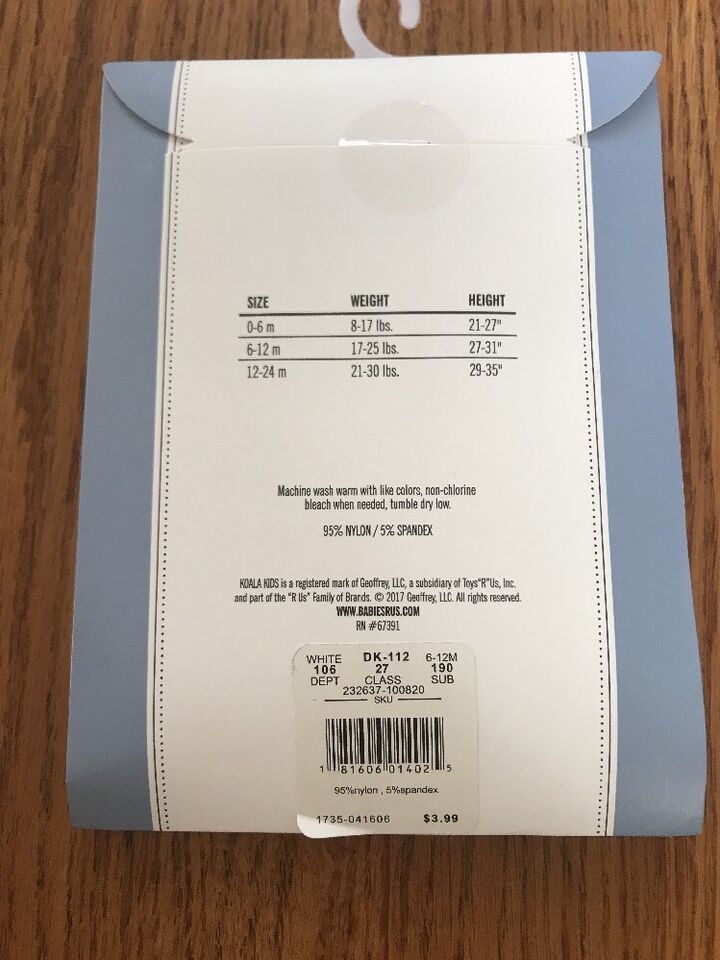 SIZE WEIGHT HEIGHT
0-6 m 8-17 lbs. 21-27"
6-12 m 17-25 lbs. 27-31"
12-24 m 21-30 lbs. 29-35"
Machine wash warm with like colors, non-chlorine
bleach when needed, tumble dry low.
95% NYLON / 5% SPANDEX
KOALA KIDS is a registered mark of Geoffrey, LLC, a subsidiary of Toys"R"Us, Inc.
and part of the "R Us" Family of Brands. © 2017 Geoffrey, LLC. All rights reserved.
WWW.BABIESRUS.COM
RN #67391
WHITE DK-112 6-12M
106 27 190
DEPT CLASS SUB
232637-100820
SKU
1 81606 01402 5
95%nylon , 5%spandex
1735-041606 $3.99